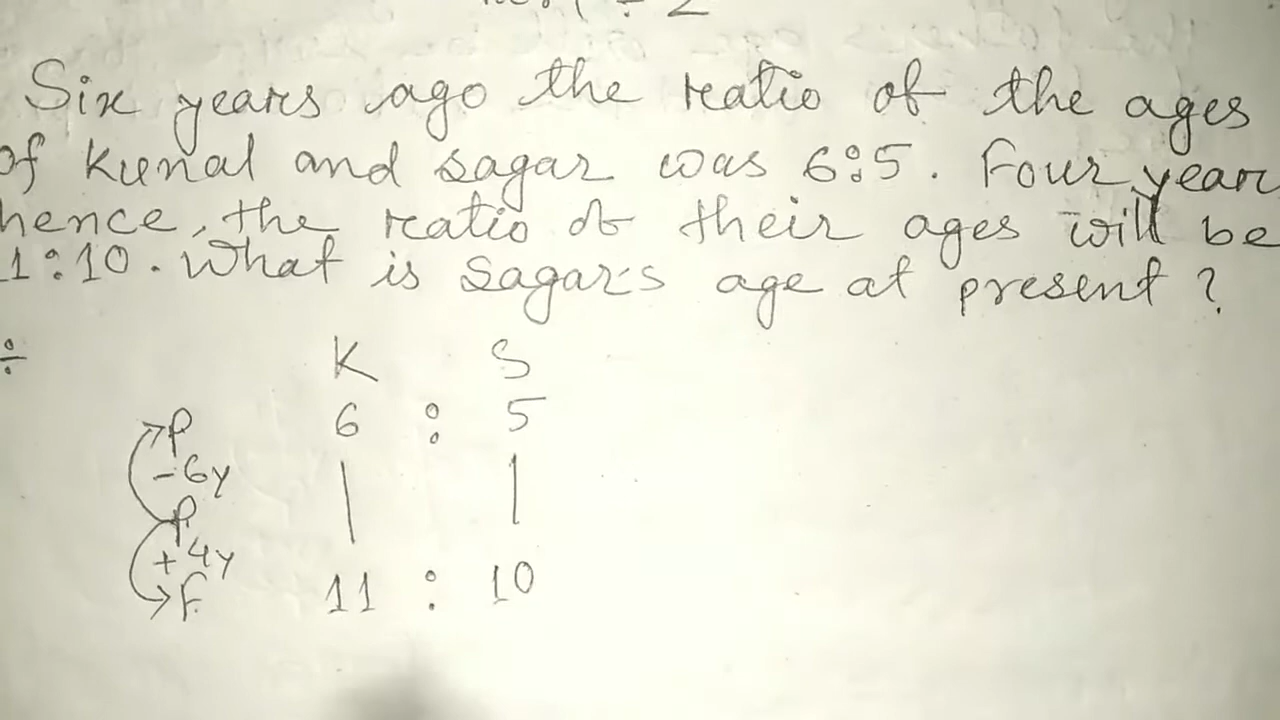 Six years ago the ratio of the ages
of Kunal and Sagar was 6:5. Four year
hence, the ratio of their ages will be
1:10. What is Sagar's age at present?
÷
K S
P 6 : 5
-6y
P
+4y
F 11 : 10